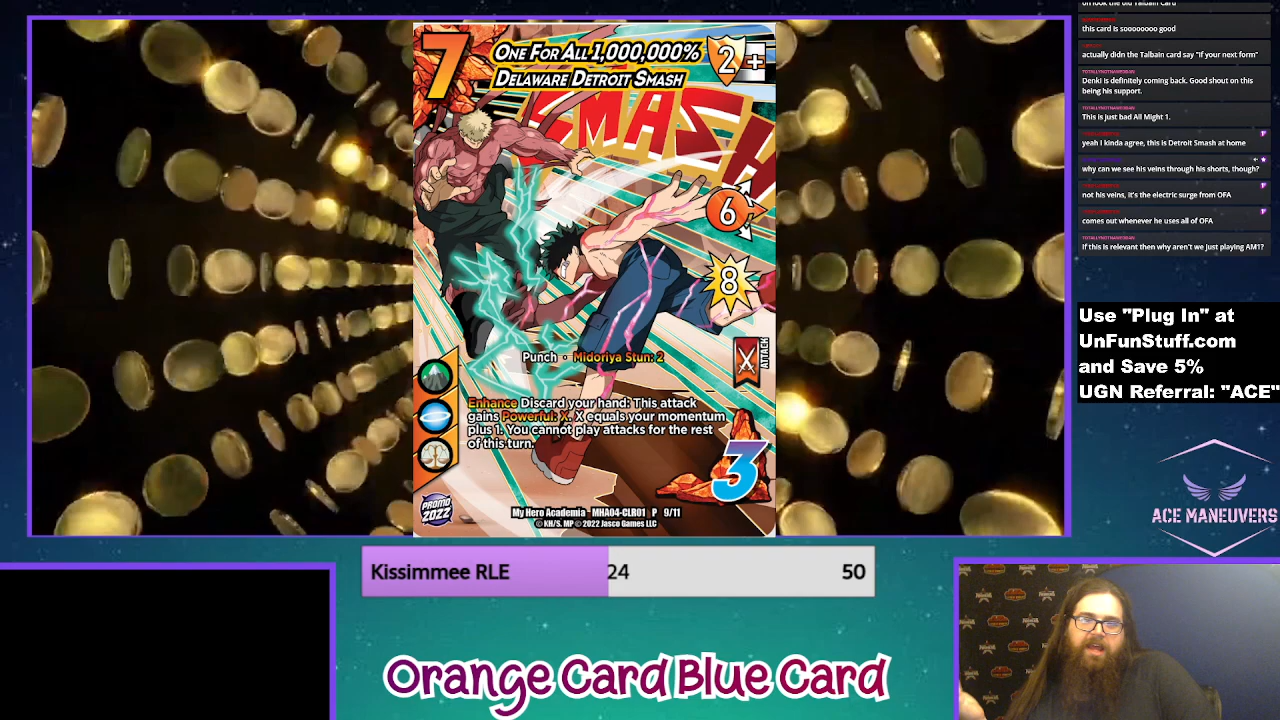 7
ONE FOR ALL 1,000,000%
DELAWARE DETROIT SMASH
2 +
SMASH
6
8
ATTACK
Punch · Midoriya Stun: 2
Enhance Discard your hand: This attack
gains Powerful: X. X equals your momentum
plus 1. You cannot play attacks for the rest
of this turn.
3
PROMO
2022
My Hero Academia - MHA04-CLR01 P 9/11
© KH/S. MP © 2022 Jasco Games LLC
Kissimmee RLE
24
50
Orange Card Blue Card
this card is soooooooo good
actually didn the Talbain card say "if your next norm"
TOTALLYNOTNAMEDEAN
Denki is definitely coming back. Good shout on this
being his support.
TOTALLYNOTNAMEDEAN
This is just bad All Might 1.
yeah I kinda agree, this is Detroit Smash at home
why can we see his veins through his shorts, though?
not his veins, it's the electric surge from OFA
comes out whenever he uses all of OFA
TOTALLYNOTNAMEDEAN
If this is relevant then why aren't we just playing AM1?
Use "Plug In" at
UnFunStuff.com
and Save 5%
UGN Referral: "ACE"
ACE MANEUVERS